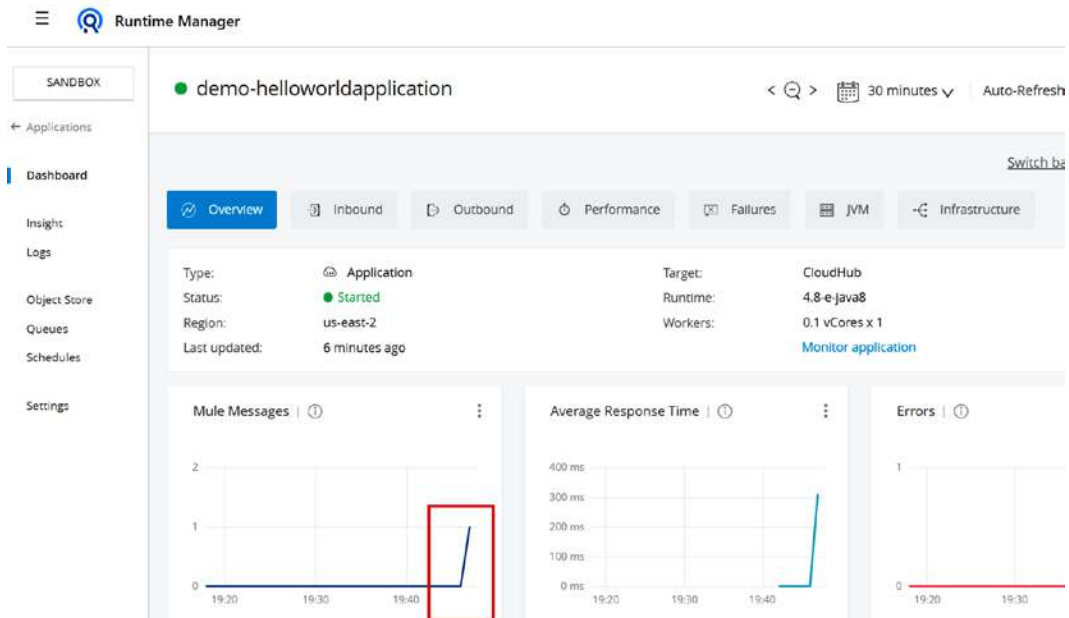 Runtime Manager
SANDBOX
demo-helloworldapplication
< > 30 minutes Auto-Refresh
← Applications
Dashboard
Insight
Logs
Object Store
Queues
Schedules
Settings
Switch ba
Overview Inbound Outbound Performance Failures JVM Infrastructure
Type: Application Target: CloudHub
Status: Started Runtime: 4.8-e-java8
Region: us-east-2 Workers: 0.1 vCores x 1
Last updated: 6 minutes ago Monitor application
Mule Messages
2
1
0
19:20 19:30 19:40
Average Response Time
400 ms
300 ms
200 ms
100 ms
0 ms
19:20 19:30 19:40
Errors
1
0
19:20 19:30